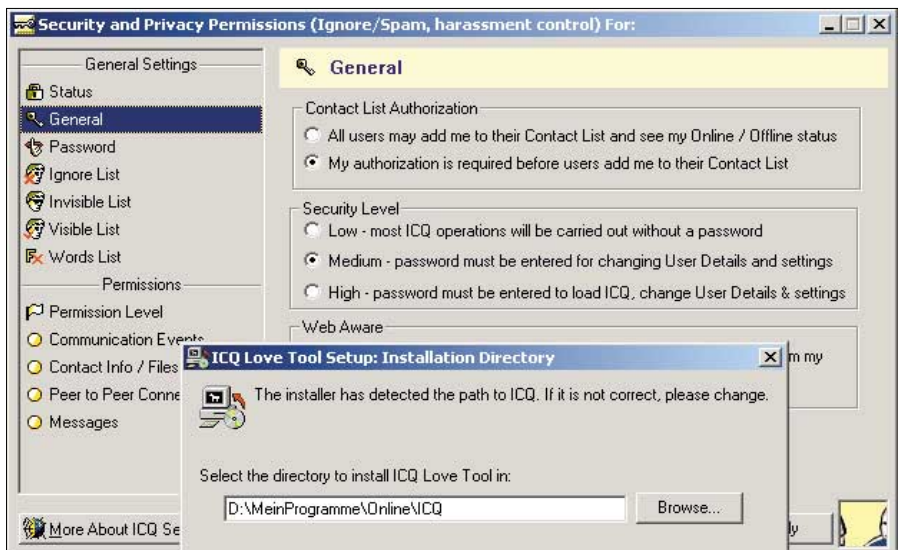 Security and Privacy Permissions (Ignore/Spam, harassment control) For:
General Settings
Status
General
Password
Ignore List
Invisible List
Visible List
Words List
Permissions
Permission Level
Communication Events
Contact Info / Files
Peer to Peer Conne
Messages
More About ICQ Se
General
Contact List Authorization
All users may add me to their Contact List and see my Online / Offline status
My authorization is required before users add me to their Contact List
Security Level
Low - most ICQ operations will be carried out without a password
Medium - password must be entered for changing User Details and settings
High - password must be entered to load ICQ, change User Details & settings
Web Aware
m my
ly
ICQ Love Tool Setup: Installation Directory
The installer has detected the path to ICQ. If it is not correct, please change.
Select the directory to install ICQ Love Tool in:
D:\MeinProgramme\Online\ICQ
Browse...